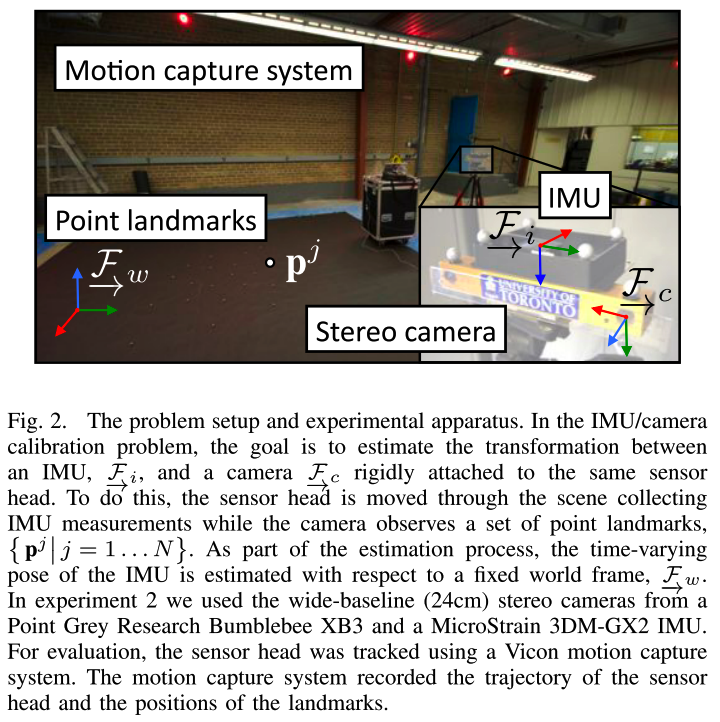 Motion capture system
Point landmarks
IMU
F i
F w
p^j
UNIVERSITY OF
TORONTO
F c
Stereo camera
Fig. 2. The problem setup and experimental apparatus. In the IMU/camera
calibration problem, the goal is to estimate the transformation between
an IMU, F i, and a camera F c rigidly attached to the same sensor
head. To do this, the sensor head is moved through the scene collecting
IMU measurements while the camera observes a set of point landmarks,
{ p^j | j = 1 … N }. As part of the estimation process, the time-varying
pose of the IMU is estimated with respect to a fixed world frame, F w.
In experiment 2 we used the wide-baseline (24cm) stereo cameras from a
Point Grey Research Bumblebee XB3 and a MicroStrain 3DM-GX2 IMU.
For evaluation, the sensor head was tracked using a Vicon motion capture
system. The motion capture system recorded the trajectory of the sensor
head and the positions of the landmarks.